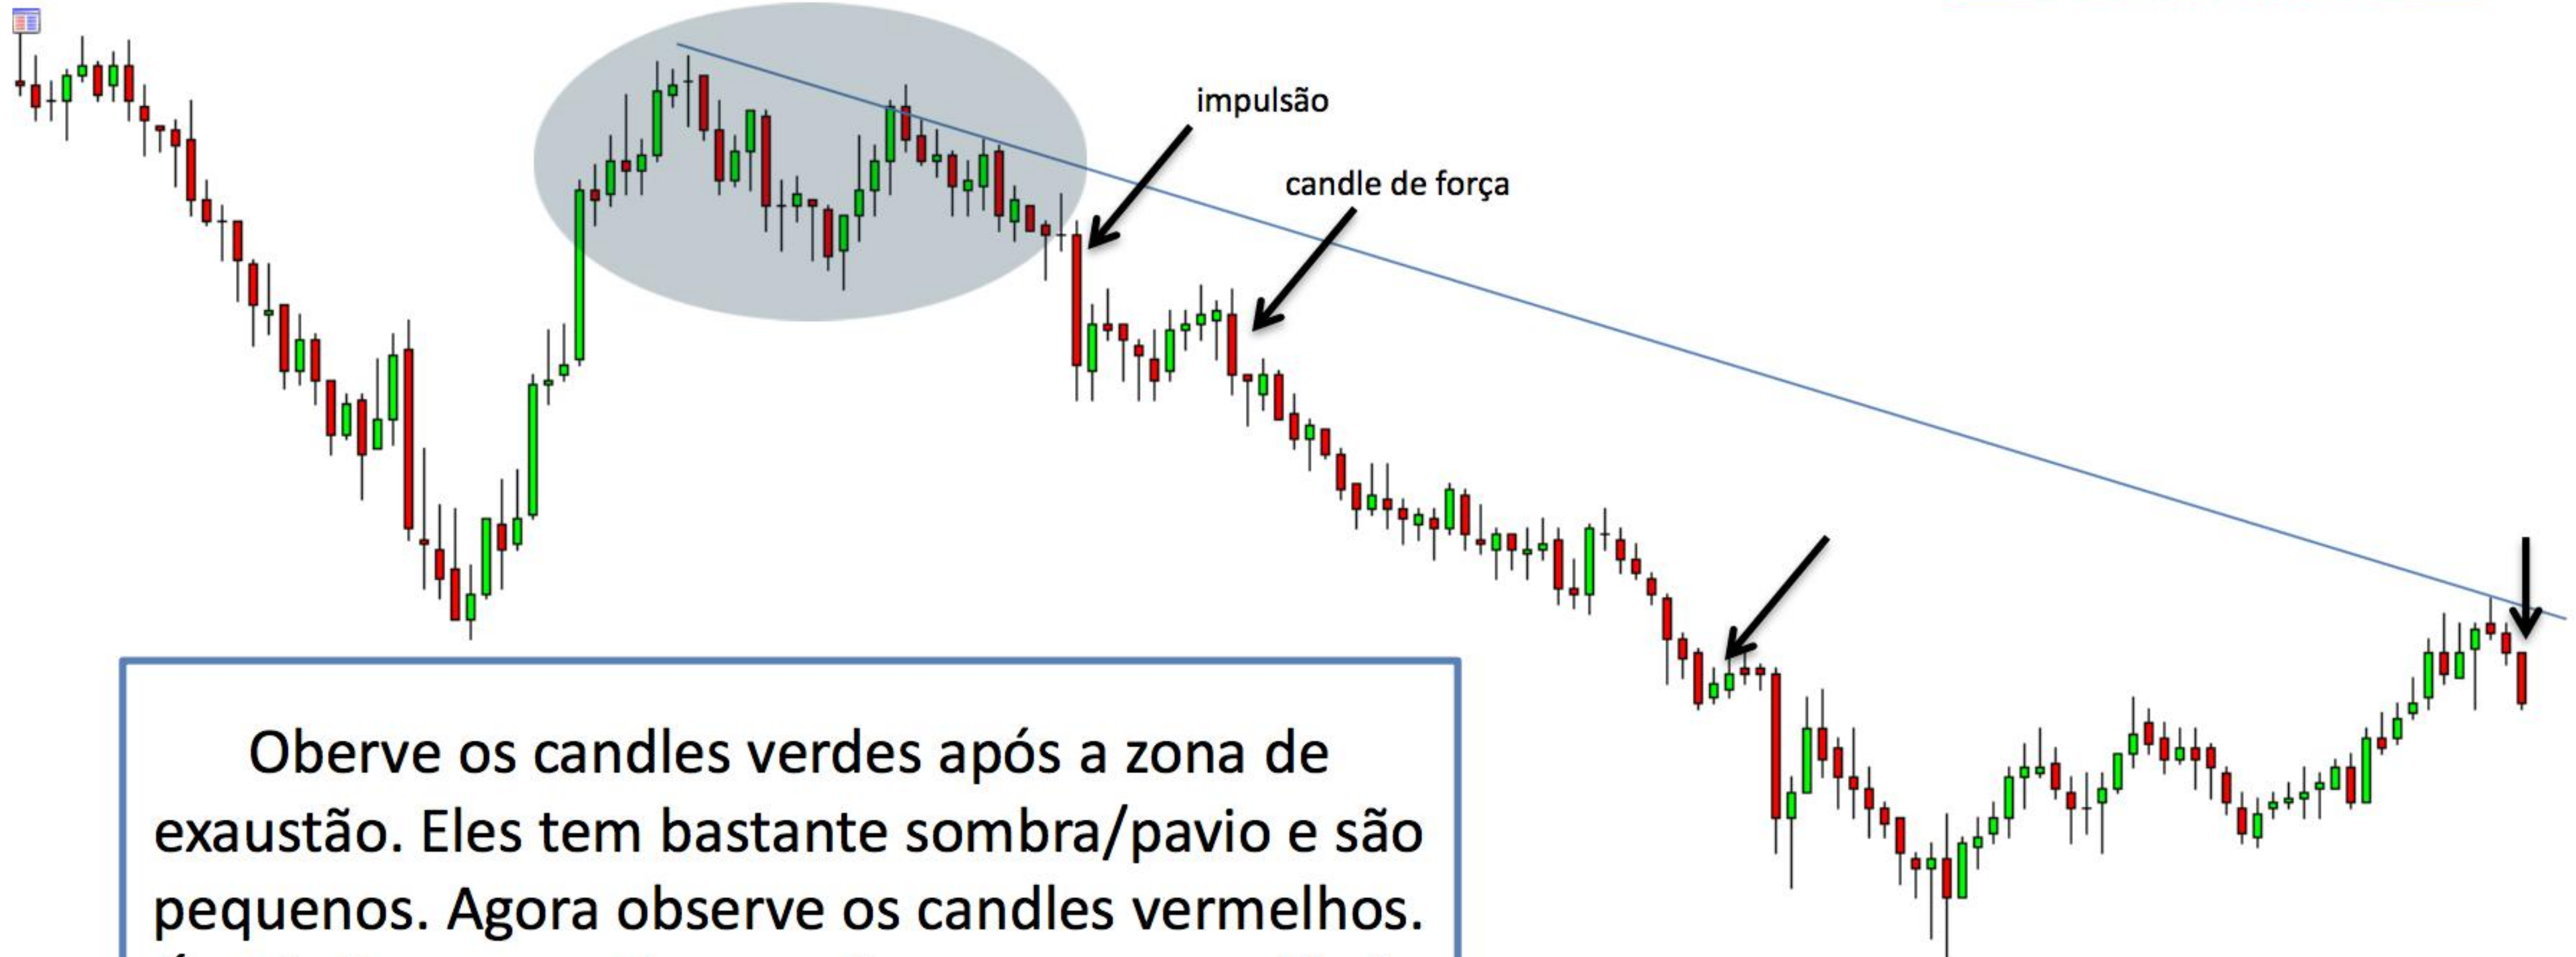 impulsão
candle de força
Oberve os candles verdes após a zona de
exaustão. Eles tem bastante sombra/pavio e são
pequenos. Agora observe os candles vermelhos.